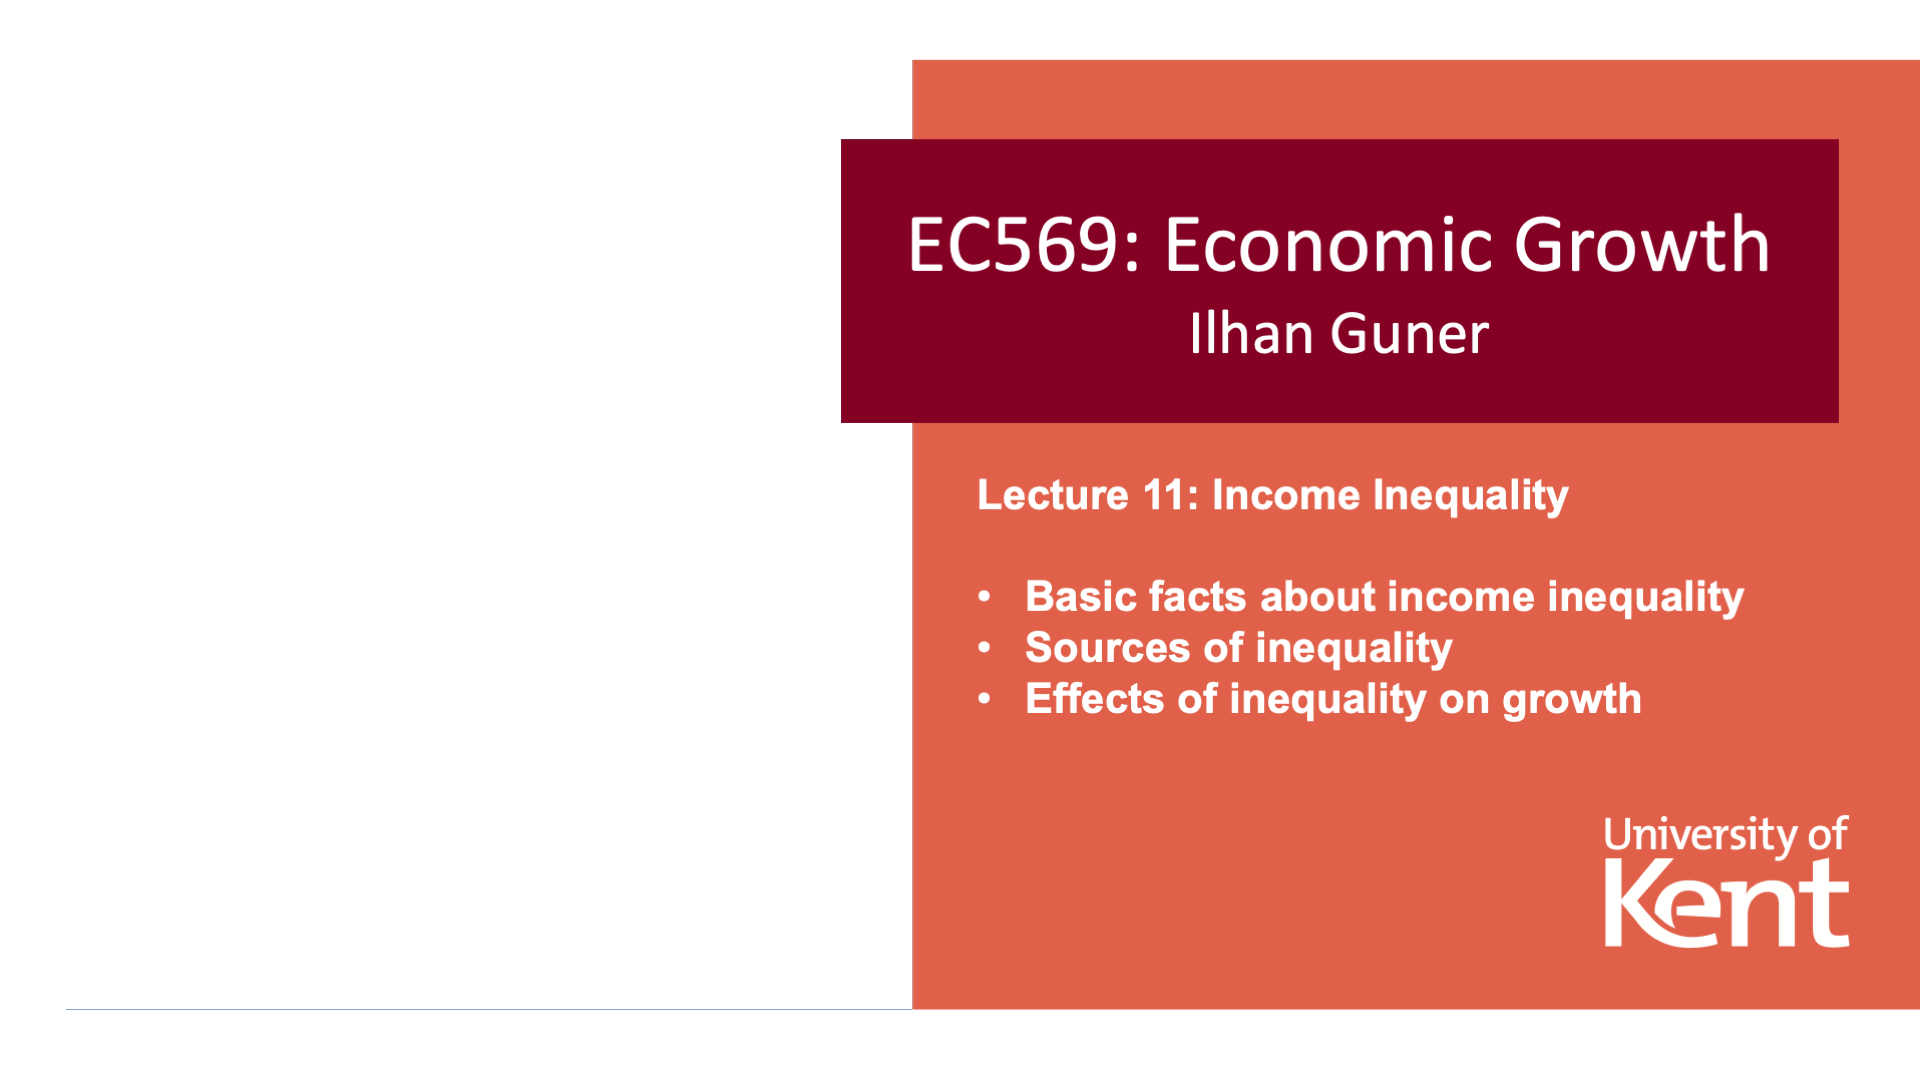 EC569: Economic Growth
Ilhan Guner
Lecture 11: Income Inequality
• Basic facts about income inequality
• Sources of inequality
• Effects of inequality on growth
University of
Kent